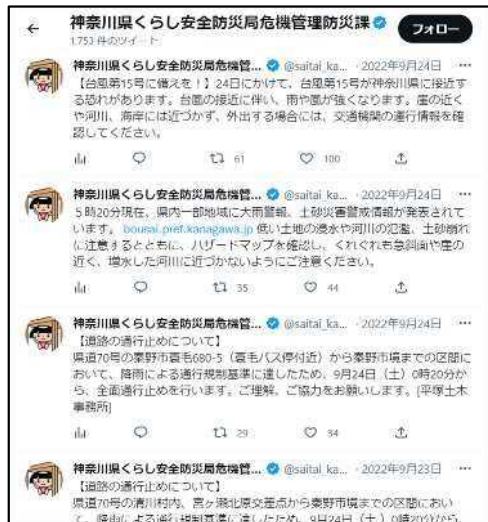 神奈川県くらし安全防災局危機管理防災課
フォロー
1,753 件のツイート
神奈川県くらし安全防災局危機管... @saitai_ka... ·2022年9月24日 ···
【台風第15号に備えを！】24日にかけて、台風第15号が神奈川県に接近す
る恐れがあります。台風の接近に伴い、雨や風が強くなります。崖の近く
や河川、海岸には近づかず、外出する場合には、交通機関の運行情報を確
認してください。
61 100
神奈川県くらし安全防災局危機管... @saitai_ka... ·2022年9月24日 ···
５時20分現在、県内一部地域に大雨警報、土砂災害警戒情報が発表されて
います。 bousai.pref.kanagawa.jp 低い土地の浸水や河川の氾濫、土砂崩れ
に注意するとともに、ハザードマップを確認し、くれぐれも急斜面や崖の
近く、増水した河川に近づかないようにご注意ください。
35 44
神奈川県くらし安全防災局危機管... @saitai_ka... ·2022年9月24日 ···
【道路の通行止めについて】
県道70号の秦野市蓑毛680-5（蓑毛バス停付近）から秦野市境までの区間に
おいて、降雨による通行規制基準に達したため、9月24日（土）0時20分か
ら、全面通行止めを行います。ご理解、ご協力をお願いします。[平塚土木
事務所]
29 34
神奈川県くらし安全防災局危機管... @saitai_ka... ·2022年9月23日 ···
【道路の通行止めについて】
県道70号の清川村内、宮ヶ瀬北原交差点から秦野市境までの区間におい
て、降雨による通行規制基準に達したため、9月24日（土）0時20分から、